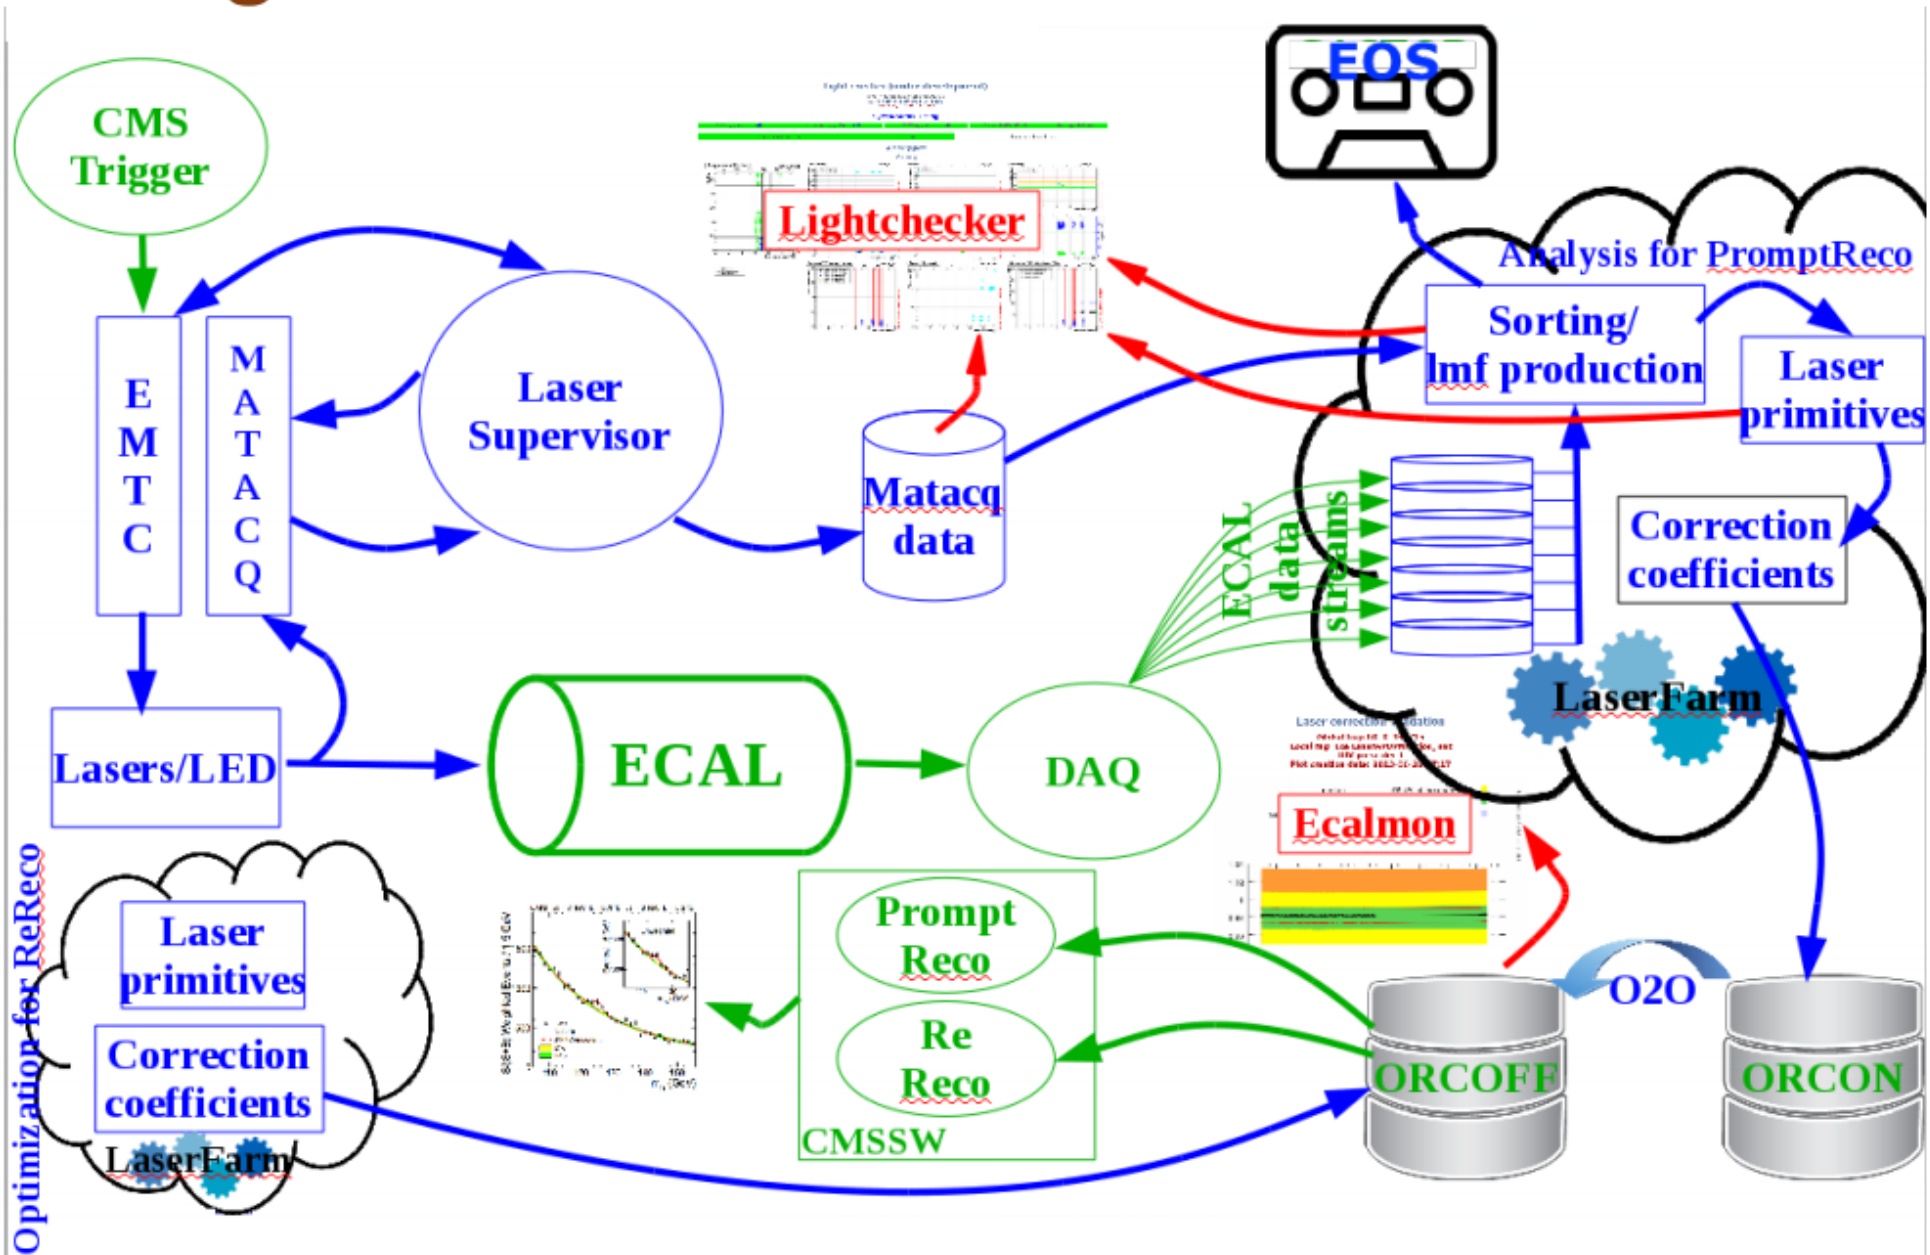 CMS
Trigger
E
M
T
C
M
A
T
A
C
Q
Laser
Supervisor
Lightchecker
EOS
Analysis for PromptReco
Sorting/
lmf production
Laser
primitives
Matacq
data
ECAL
data
streams
Correction
coefficients
LaserFarm
Lasers/LED
ECAL
DAQ
Ecalmon
Optimization for ReReco
Laser
primitives
Correction
coefficients
LaserFarm
Prompt
Reco
Re
Reco
CMSSW
O2O
ORCOFF
ORCON